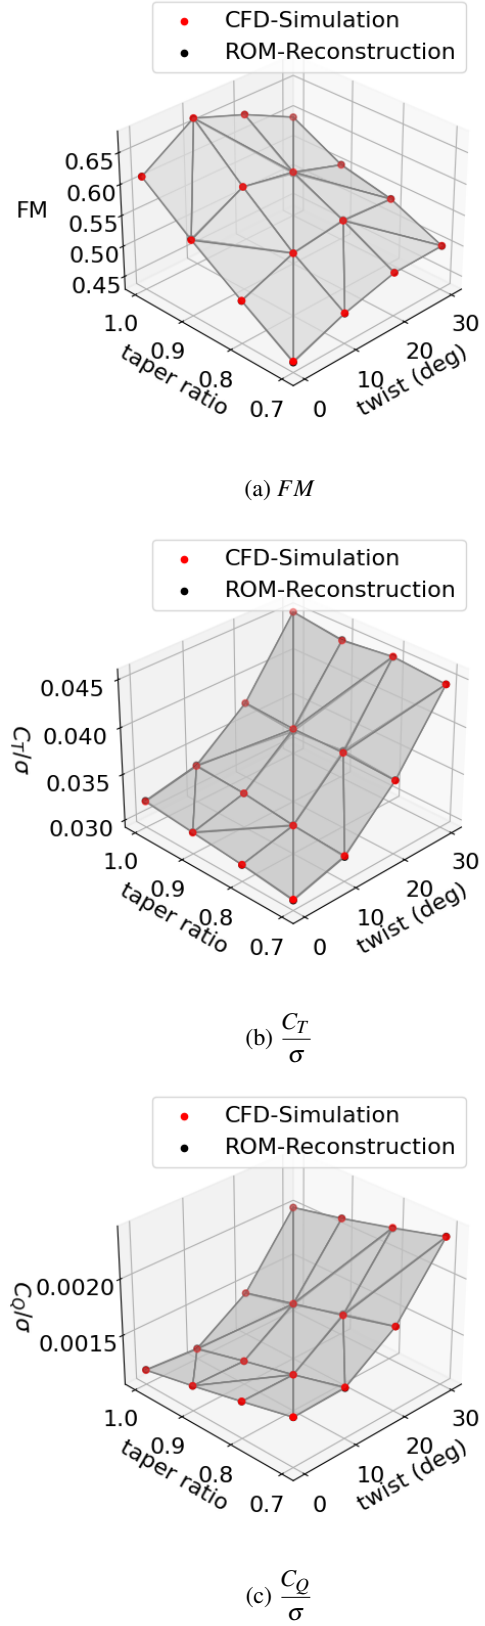 CFD-Simulation
ROM-Reconstruction
FM
0.65
0.60
0.55
0.50
0.45
1.0
0.9
0.8
0.7
taper ratio
0
10
20
30
twist (deg)
(a) FM
CFD-Simulation
ROM-Reconstruction
C_T/σ
0.045
0.040
0.035
0.030
1.0
0.9
0.8
0.7
taper ratio
0
10
20
30
twist (deg)
(b) C_T/σ
CFD-Simulation
ROM-Reconstruction
C_Q/σ
0.0020
0.0015
1.0
0.9
0.8
0.7
taper ratio
0
10
20
30
twist (deg)
(c) C_Q/σ